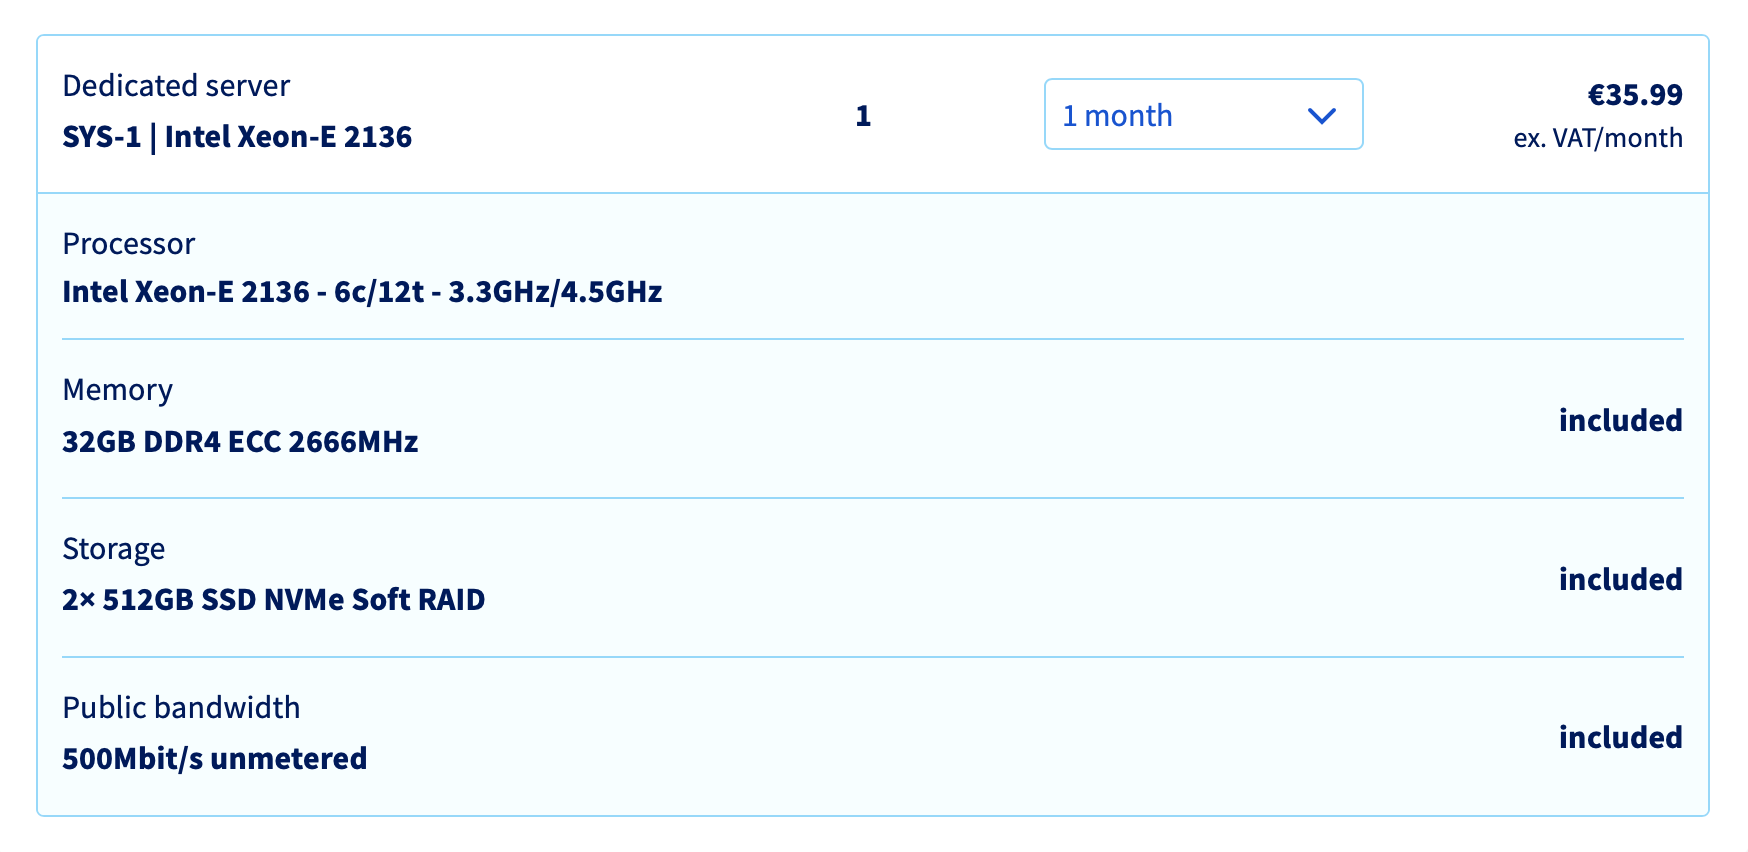 Dedicated server
SYS-1 | Intel Xeon-E 2136
1
1 month
€35.99
ex. VAT/month
Processor
Intel Xeon-E 2136 - 6c/12t - 3.3GHz/4.5GHz
Memory
32GB DDR4 ECC 2666MHz
included
Storage
2× 512GB SSD NVMe Soft RAID
included
Public bandwidth
500Mbit/s unmetered
included